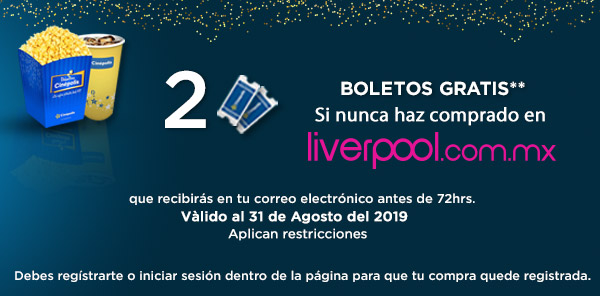 Cinépolis
Cinépolis
2
BOLETOS GRATIS**
Si nunca haz comprado en
liverpool.com.mx
que recibirás en tu correo electrónico antes de 72hrs.
Vàlido al 31 de Agosto del 2019
Aplican restricciones
Debes regístrarte o iniciar sesión dentro de la página para que tu compra quede registrada.